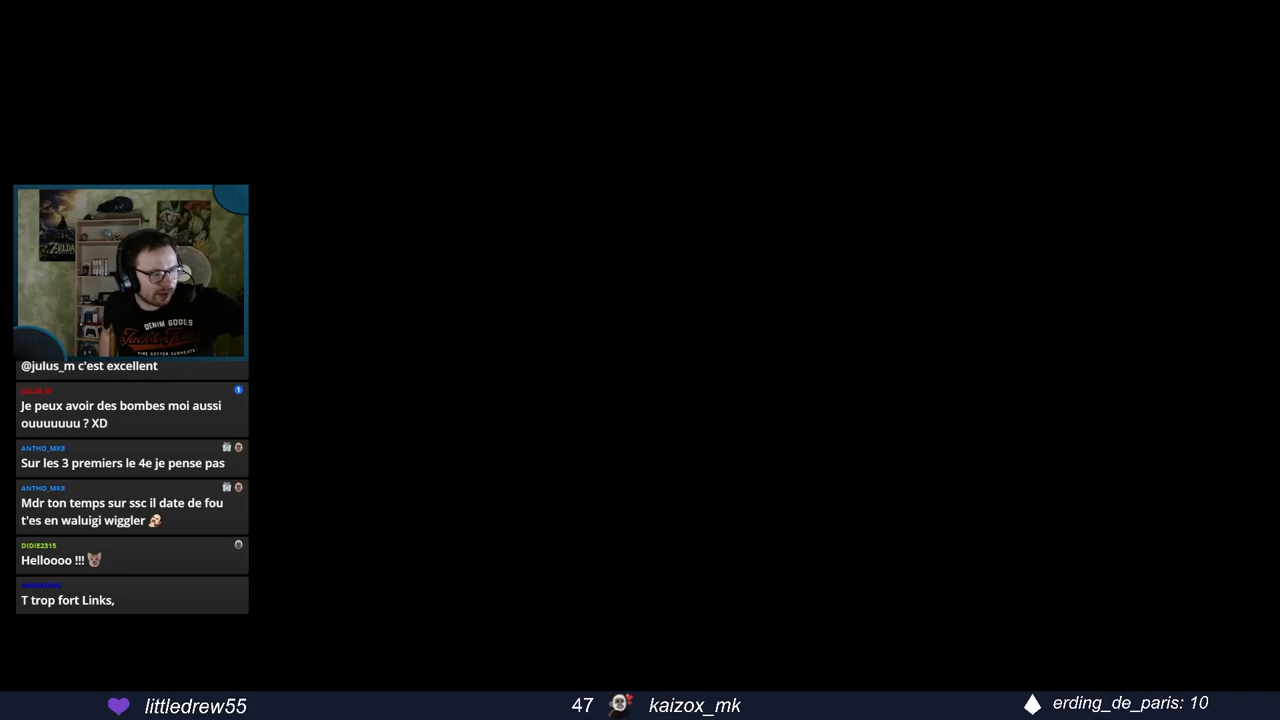 ZELDA
DENIM GOODS
@julus_m c'est excellent
Je peux avoir des bombes moi aussi
ouuuuuuu ? XD
ANTHO_MK8
Sur les 3 premiers le 4e je pense pas
ANTHO_MK8
Mdr ton temps sur ssc il date de fou
t'es en waluigi wiggler
DIDIE2315
Helloooo !!!
T trop fort Links,
littledrew55
47
kaizox_mk
erding_de_paris: 10